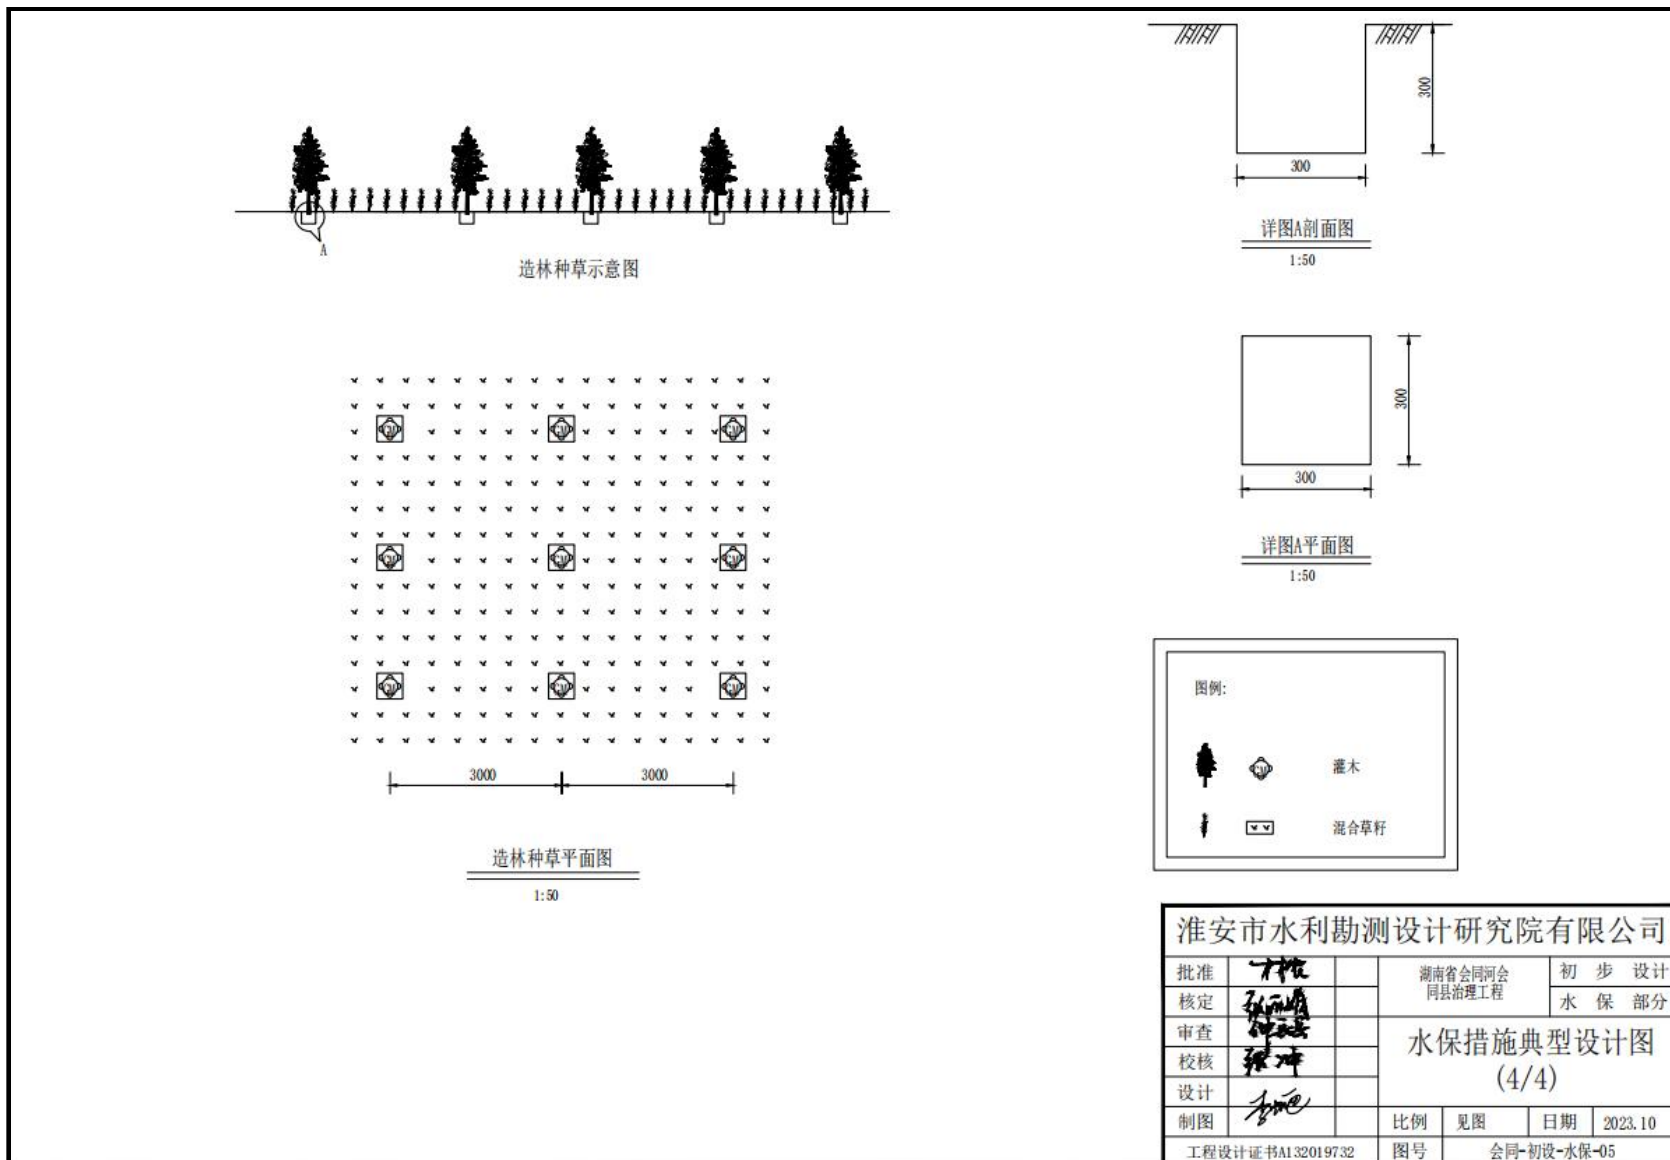 300
300
详图A剖面图
1:50
A
造林种草示意图
300
300
详图A平面图
1:50
3000
3000
造林种草平面图
1:50
图例:
灌木
混合草籽
淮安市水利勘测设计研究院有限公司
批准
核定
审查
校核
设计
制图
湖南省会同河会
同县治理工程
初 步 设计
水 保 部分
水保措施典型设计图
(4/4)
比例 见图 日期 2023.10
工程设计证书A132019732 图号 会同-初设-水保-05